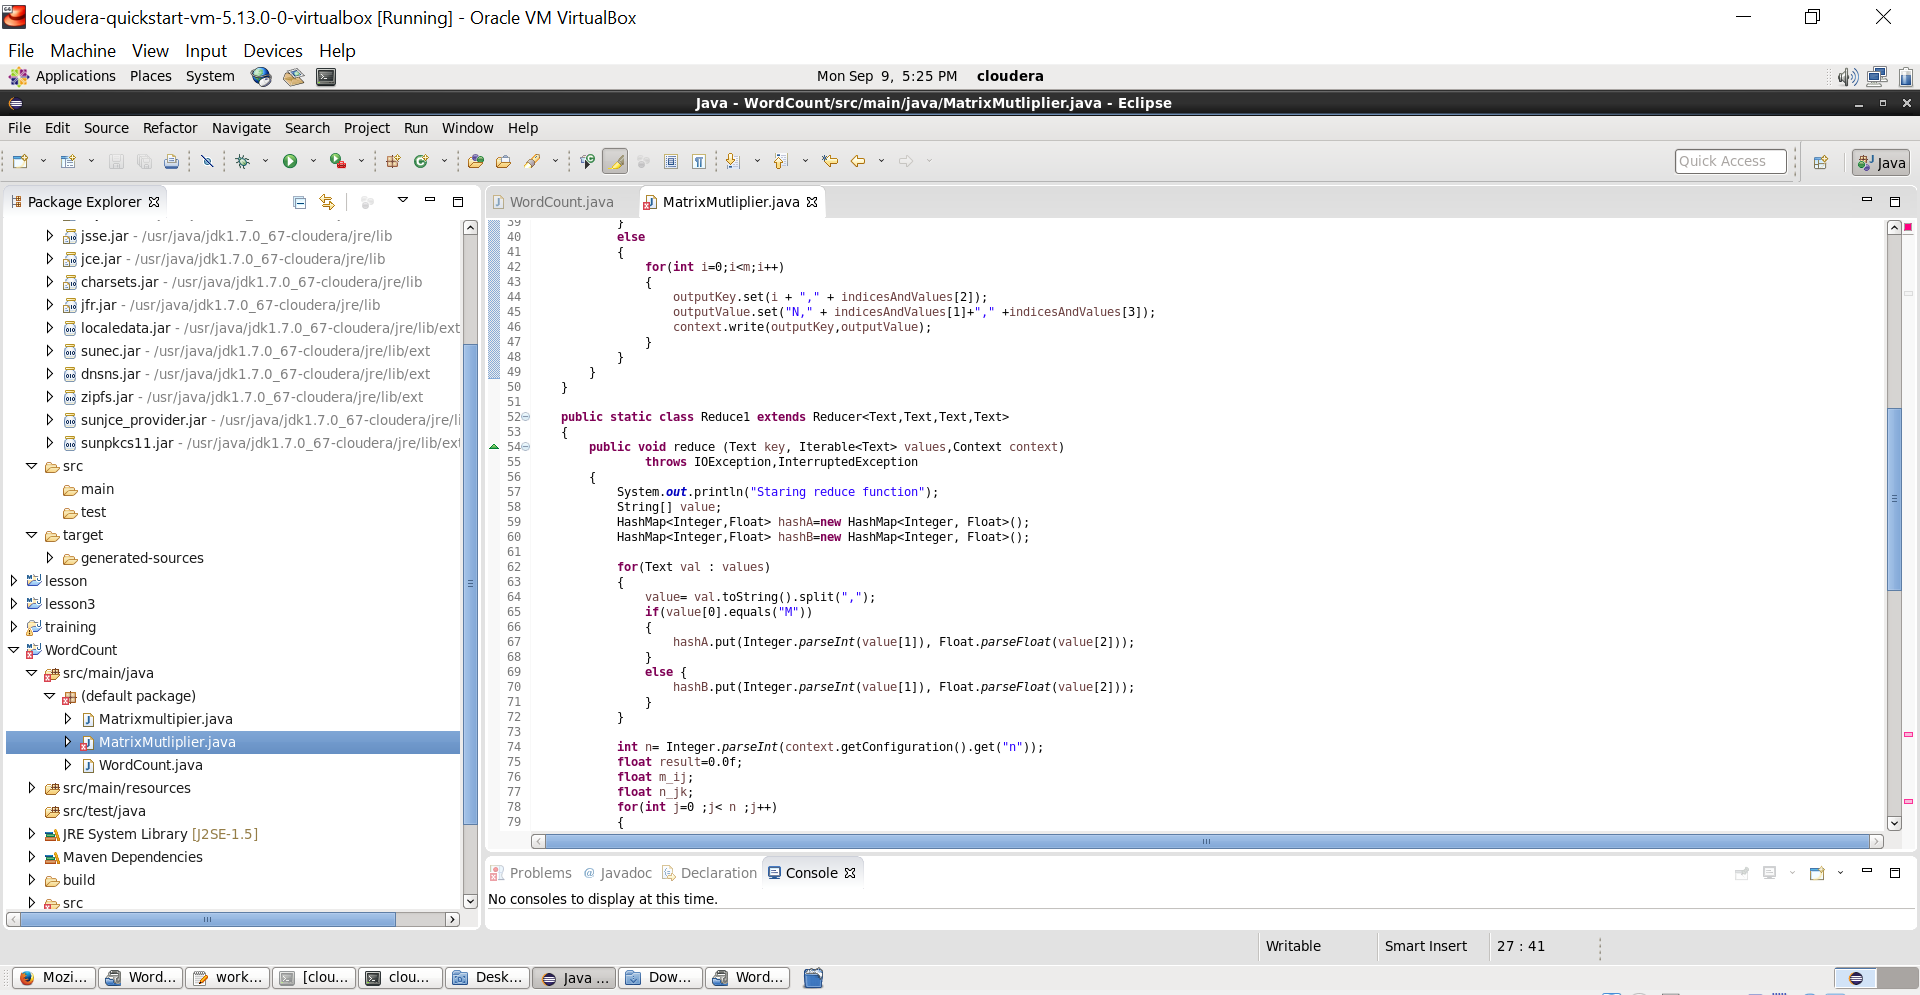 cloudera-quickstart-vm-5.13.0-0-virtualbox [Running] - Oracle VM VirtualBox
File Machine View Input Devices Help
Applications Places System Mon Sep 9, 5:25 PM cloudera
Java - WordCount/src/main/java/MatrixMutliplier.java - Eclipse
File Edit Source Refactor Navigate Search Project Run Window Help
Quick Access Java
Package Explorer
jsse.jar - /usr/java/jdk1.7.0_67-cloudera/jre/lib
jce.jar - /usr/java/jdk1.7.0_67-cloudera/jre/lib
charsets.jar - /usr/java/jdk1.7.0_67-cloudera/jre/lib
jfr.jar - /usr/java/jdk1.7.0_67-cloudera/jre/lib
localedata.jar - /usr/java/jdk1.7.0_67-cloudera/jre/lib/ext
sunec.jar - /usr/java/jdk1.7.0_67-cloudera/jre/lib/ext
dnsns.jar - /usr/java/jdk1.7.0_67-cloudera/jre/lib/ext
zipfs.jar - /usr/java/jdk1.7.0_67-cloudera/jre/lib/ext
sunjce_provider.jar - /usr/java/jdk1.7.0_67-cloudera/jre/li
sunpkcs11.jar - /usr/java/jdk1.7.0_67-cloudera/jre/lib/ext
src
main
test
target
generated-sources
lesson
lesson3
training
WordCount
src/main/java
(default package)
Matrixmultipier.java
MatrixMutliplier.java
WordCount.java
src/main/resources
src/test/java
JRE System Library [J2SE-1.5]
Maven Dependencies
build
src
WordCount.java MatrixMutliplier.java
39 }
40 else
41 {
42 for(int i=0;i<m;i++)
43 {
44 outputKey.set(i + "," + indicesAndValues[2]);
45 outputValue.set("N," + indicesAndValues[1]+"," +indicesAndValues[3]);
46 context.write(outputKey,outputValue);
47 }
48 }
49 }
50 }
51
52 public static class Reduce1 extends Reducer<Text,Text,Text,Text>
53 {
54 public void reduce (Text key, Iterable<Text> values,Context context)
55 throws IOException,InterruptedException
56 {
57 System.out.println("Staring reduce function");
58 String[] value;
59 HashMap<Integer,Float> hashA=new HashMap<Integer, Float>();
60 HashMap<Integer,Float> hashB=new HashMap<Integer, Float>();
61
62 for(Text val : values)
63 {
64 value= val.toString().split(",");
65 if(value[0].equals("M"))
66 {
67 hashA.put(Integer.parseInt(value[1]), Float.parseFloat(value[2]));
68 }
69 else {
70 hashB.put(Integer.parseInt(value[1]), Float.parseFloat(value[2]));
71 }
72 }
73
74 int n= Integer.parseInt(context.getConfiguration().get("n"));
75 float result=0.0f;
76 float m_ij;
77 float n_jk;
78 for(int j=0 ;j< n ;j++)
79 {
Problems @ Javadoc Declaration Console
No consoles to display at this time.
Writable Smart Insert 27 : 41
Mozi... Word... work... [clou... clou... Desk... Java ... Dow... Word...